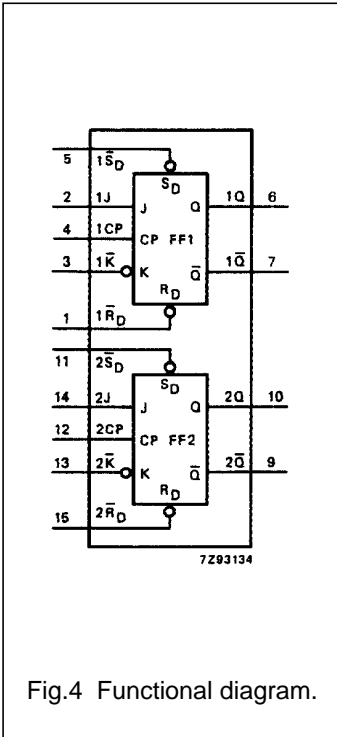 5 1S̅D
SD
2 1J J Q 1Q 6
4 1CP CP FF1
3 1K̅ K Q̅ 1Q̅ 7
RD
1 1R̅D
11 2S̅D
SD
14 2J J Q 2Q 10
12 2CP CP FF2
13 2K̅ K Q̅ 2Q̅ 9
RD
15 2R̅D
7Z93134
Fig.4 Functional diagram.